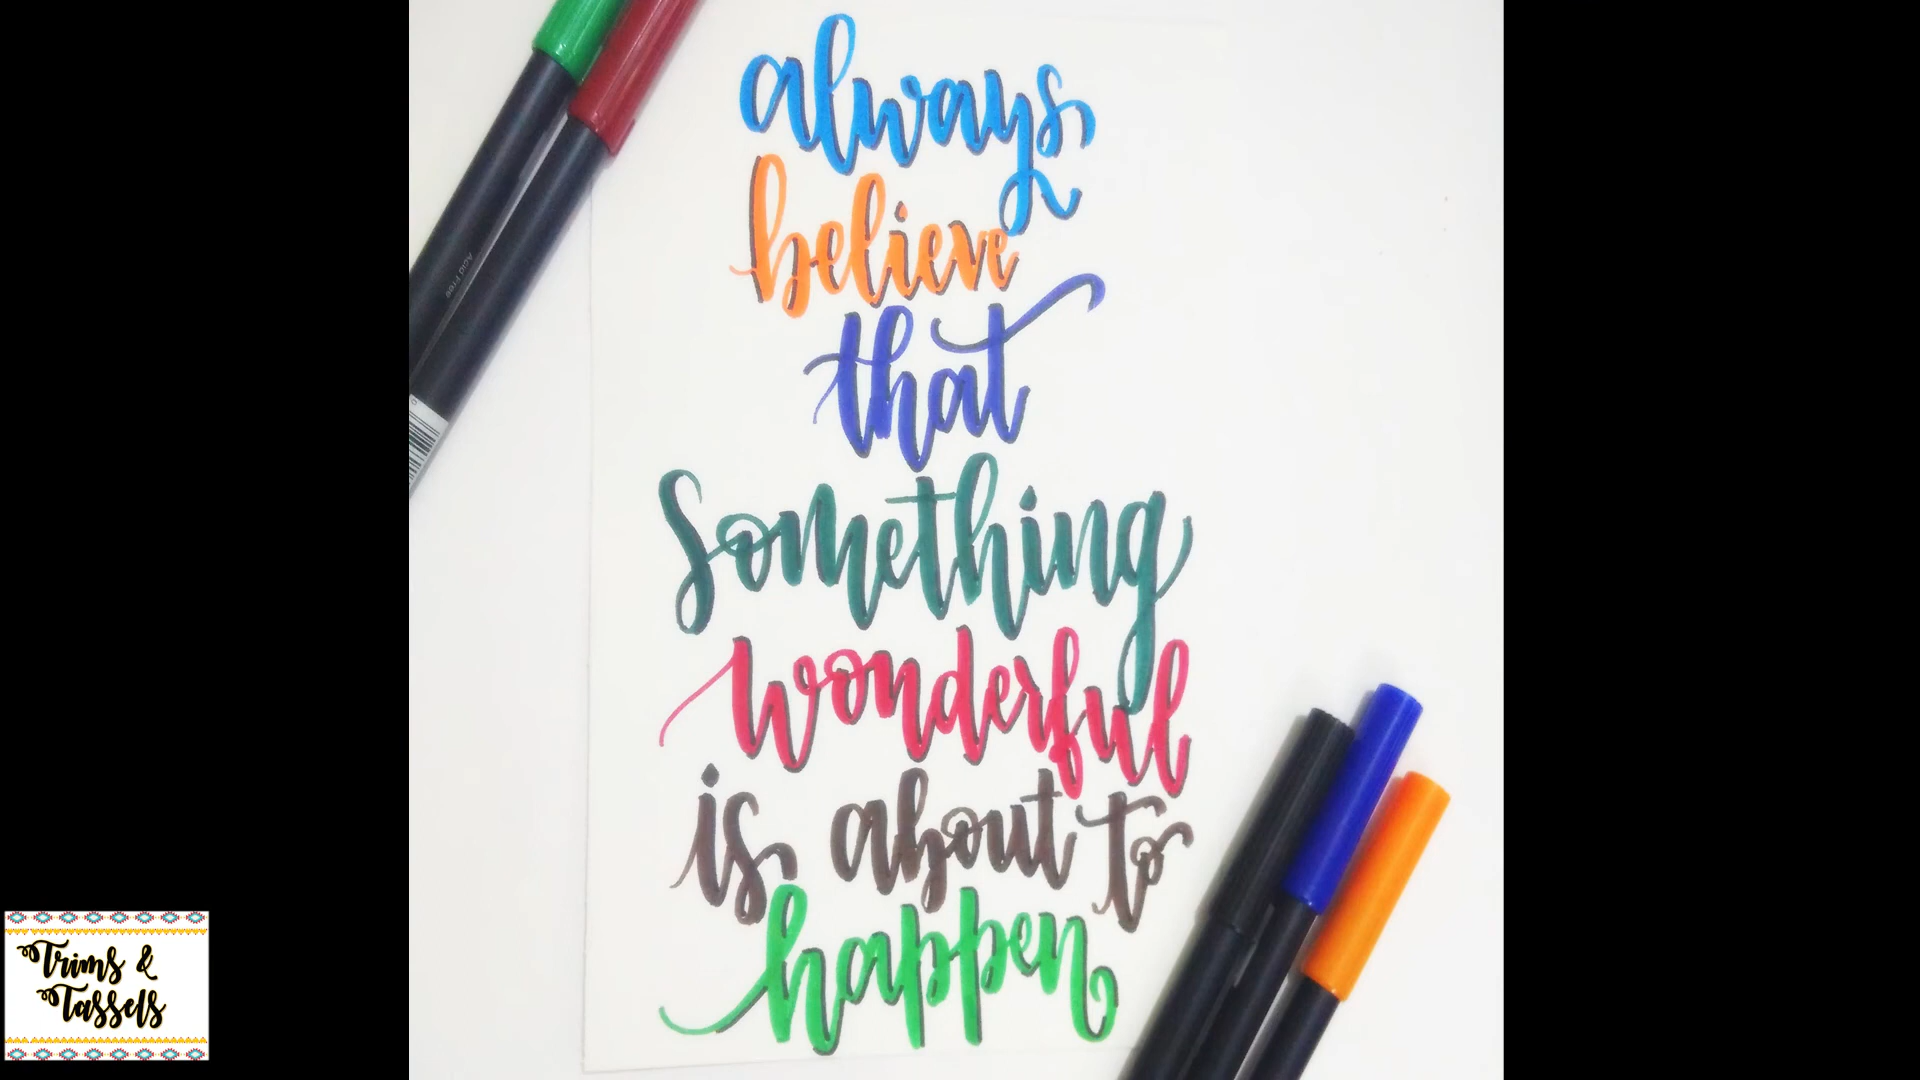 always
believe
that
Something
wonderful
is about to
happen
Acid Free
Trims &
Tassels